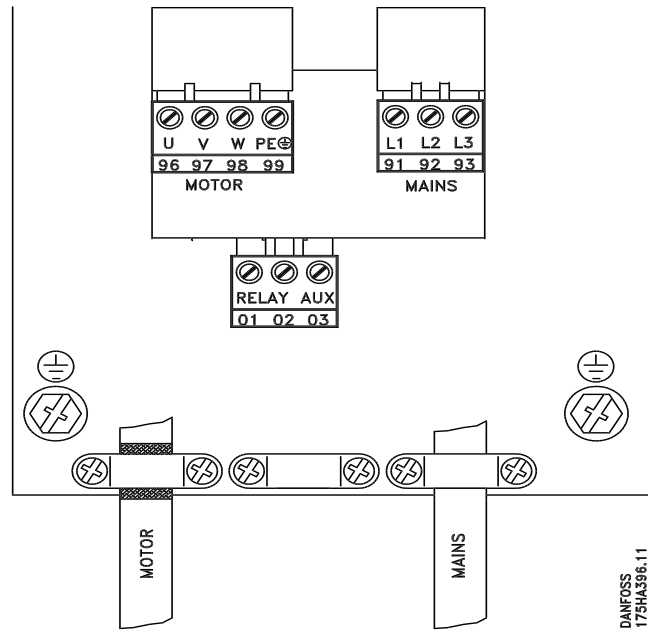 U V W PE
96 97 98 99
MOTOR
L1 L2 L3
91 92 93
MAINS
RELAY AUX
01 02 03
MOTOR
MAINS
DANFOSS
175HA396.11